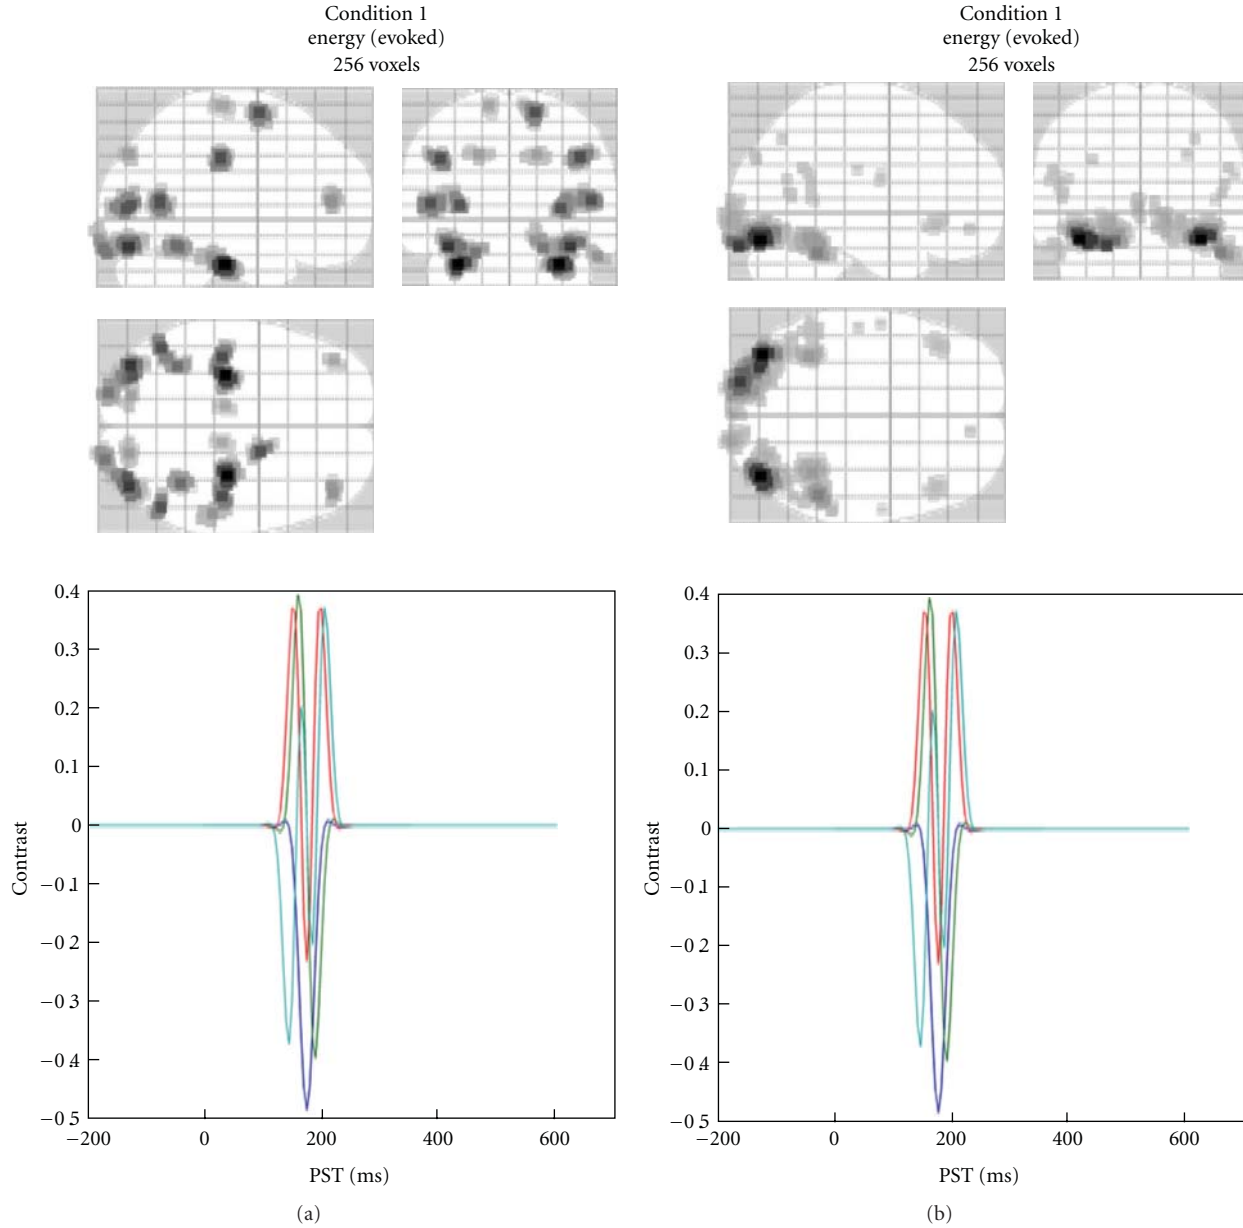 Condition 1
energy (evoked)
256 voxels
Condition 1
energy (evoked)
256 voxels
0.4
0.3
0.2
0.1
0
−0.1
−0.2
−0.3
−0.4
−0.5
Contrast
−200
0
200
400
600
PST (ms)
(a)
0.4
0.3
0.2
0.1
0
−0.1
−0.2
−0.3
−0.4
−0.5
Contrast
−200
0
200
400
600
PST (ms)
(b)